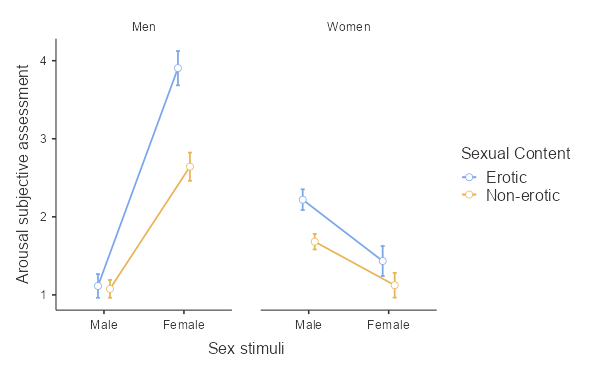 Men
Women
Arousal subjective assessment
4
3
2
1
Male
Female
Male
Female
Sex stimuli
Sexual Content
Erotic
Non-erotic